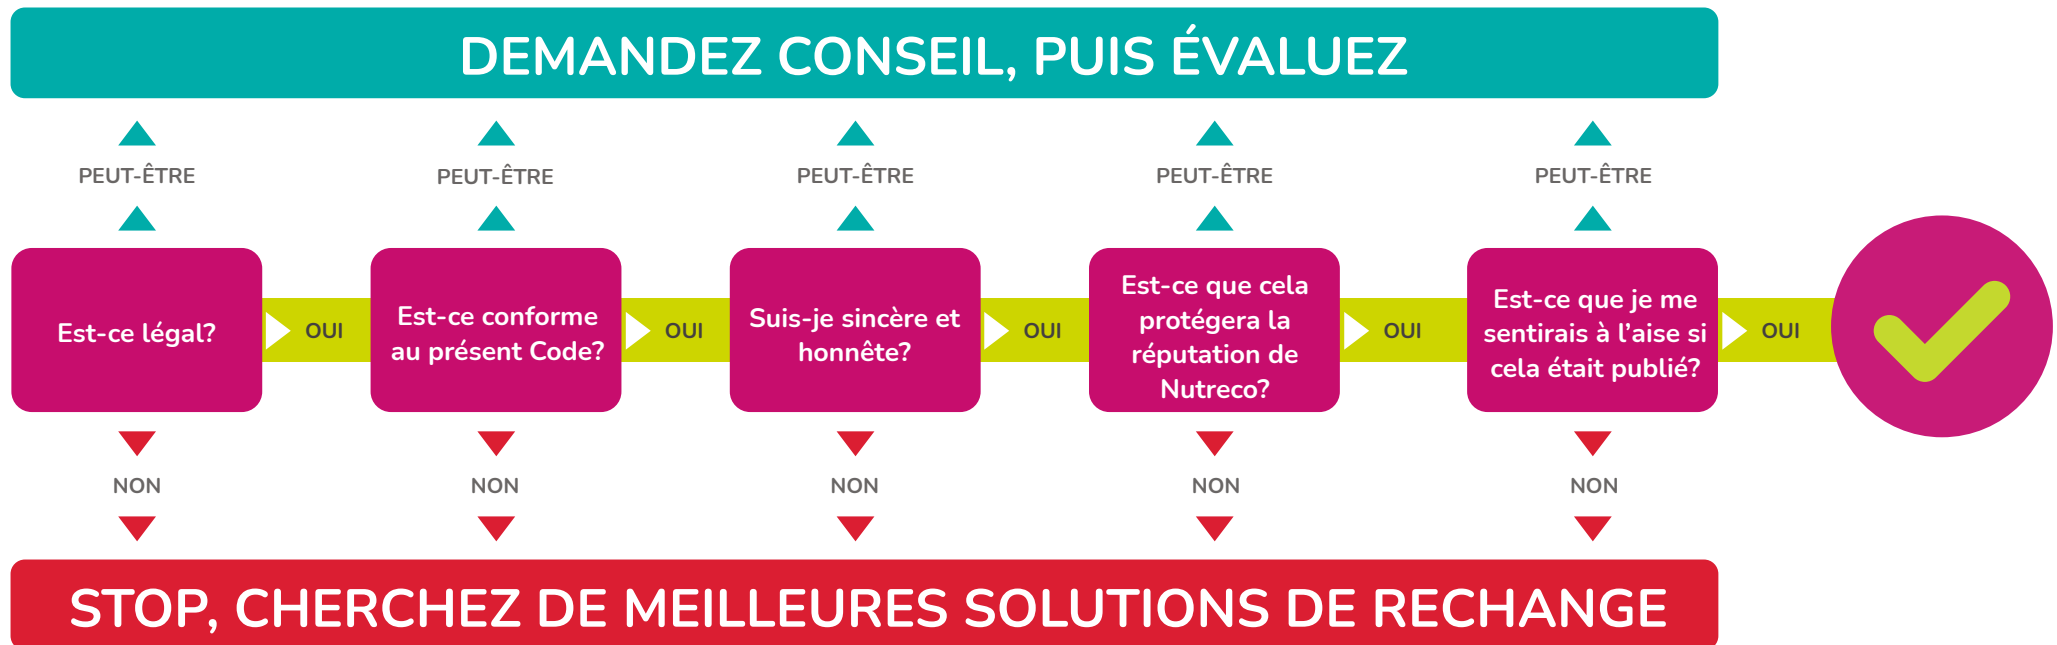 DEMANDEZ CONSEIL, PUIS ÉVALUEZ
PEUT-ÊTRE
PEUT-ÊTRE
PEUT-ÊTRE
PEUT-ÊTRE
PEUT-ÊTRE
Est-ce légal?
OUI
Est-ce conforme
au présent Code?
OUI
Suis-je sincère et
honnête?
OUI
Est-ce que cela
protégera la
réputation de
Nutreco?
OUI
Est-ce que je me
sentirais à l’aise si
cela était publié?
OUI
NON
NON
NON
NON
NON
STOP, CHERCHEZ DE MEILLEURES SOLUTIONS DE RECHANGE